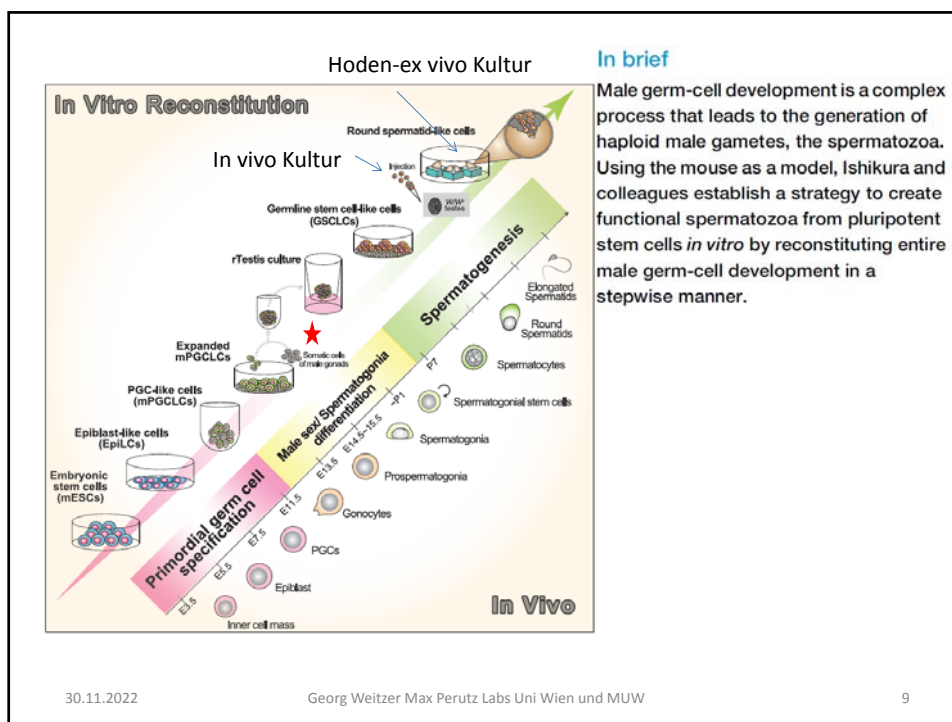 Hoden-ex vivo Kultur
In Vitro Reconstitution
Round spermatid-like cells
In vivo Kultur
Injection
W/Wv
testes
Germline stem cell-like cells
(GSCLCs)
rTestis culture
Expanded
mPGCLCs
Somatic cells
of male gonads
PGC-like cells
(mPGCLCs)
Epiblast-like cells
(EpiLCs)
Embryonic
stem cells
(mESCs)
Primordial germ cell
specification
Male sex/ Spermatogonia
differentiation
Spermatogenesis
E3.5
E5.5
E7.5
E11.5
E13.5
E14.5~15.5
~P1
P7
Elongated
Spermatids
Round
Spermatids
Spermatocytes
Spermatogonial stem cells
Spermatogonia
Prospermatogonia
Gonocytes
PGCs
Epiblast
Inner cell mass
In Vivo
In brief
Male germ-cell development is a complex
process that leads to the generation of
haploid male gametes, the spermatozoa.
Using the mouse as a model, Ishikura and
colleagues establish a strategy to create
functional spermatozoa from pluripotent
stem cells in vitro by reconstituting entire
male germ-cell development in a
stepwise manner.
30.11.2022
Georg Weitzer Max Perutz Labs Uni Wien und MUW
9